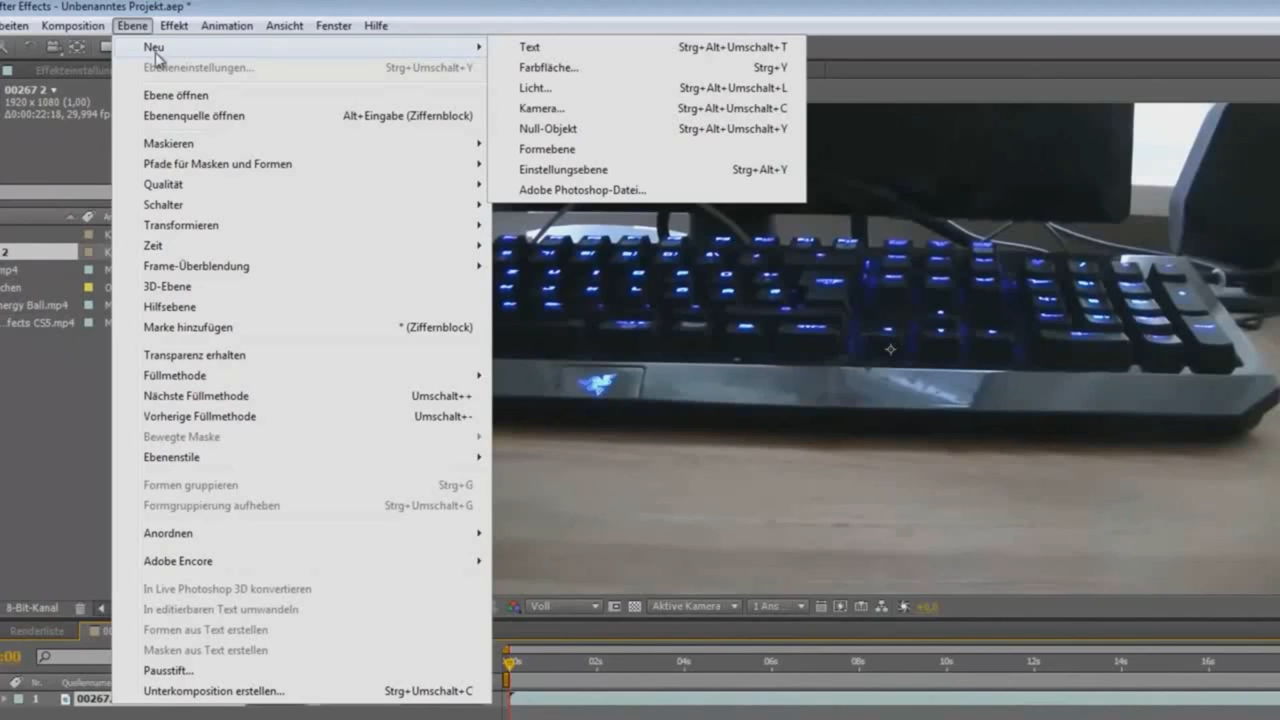 fter Effects - Unbenanntes Projekt.aep *
beiten Komposition Ebene Effekt Animation Ansicht Fenster Hilfe
Neu
Ebeneneinstellungen... Strg+Umschalt+Y
Ebene öffnen
Ebenenquelle öffnen Alt+Eingabe (Ziffernblock)
Maskieren
Pfade für Masken und Formen
Qualität
Schalter
Transformieren
Zeit
Frame-Überblendung
3D-Ebene
Hilfsebene
Marke hinzufügen * (Ziffernblock)
Transparenz erhalten
Füllmethode
Nächste Füllmethode Umschalt++
Vorherige Füllmethode Umschalt+-
Bewegte Maske
Ebenenstile
Formen gruppieren Strg+G
Formgruppierung aufheben Strg+Umschalt+G
Anordnen
Adobe Encore
In Live Photoshop 3D konvertieren
In editierbaren Text umwandeln
Formen aus Text erstellen
Masken aus Text erstellen
Pausstift...
Unterkomposition erstellen... Strg+Umschalt+C
Text Strg+Alt+Umschalt+T
Farbfläche... Strg+Y
Licht... Strg+Alt+Umschalt+L
Kamera... Strg+Alt+Umschalt+C
Null-Objekt Strg+Alt+Umschalt+Y
Formebene
Einstellungsebene Strg+Alt+Y
Adobe Photoshop-Datei...
Effekteinstellun
00267 2
1920 x 1080 (1,00)
Δ0:00:22:18, 29,994 fp
2
mp4
chen
nergy Ball.mp4
..fects CS5.mp4
8-Bit-Kanal
Voll Aktive Kamera 1 Ans... +0,0
Renderliste 00
:00
02s 04s 06s 08s 10s 12s 14s 16s
Nr. Quellenname
1 00267.